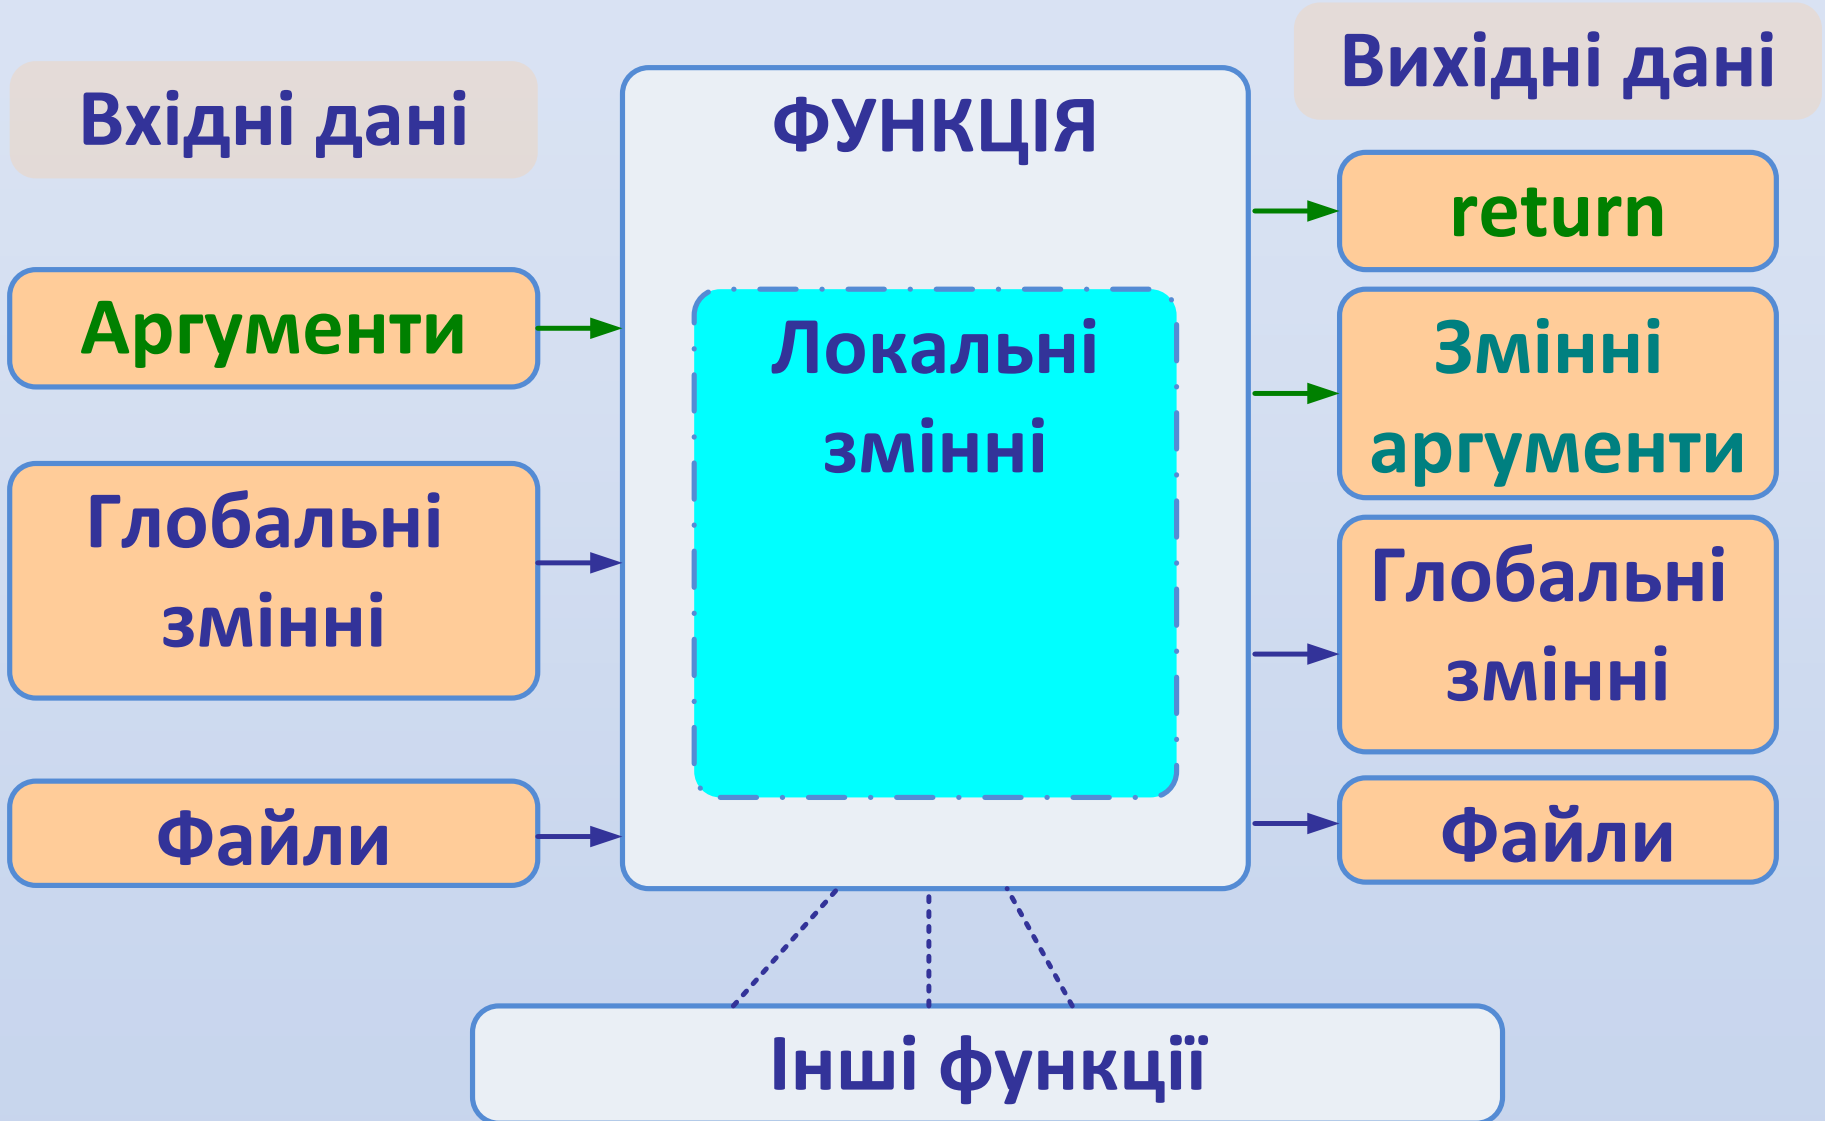 Вхідні дані
Аргументи
Глобальні
змінні
Файли
ФУНКЦІЯ
Локальні
змінні
Вихідні дані
return
Змінні
аргументи
Глобальні
змінні
Файли
Інші функції